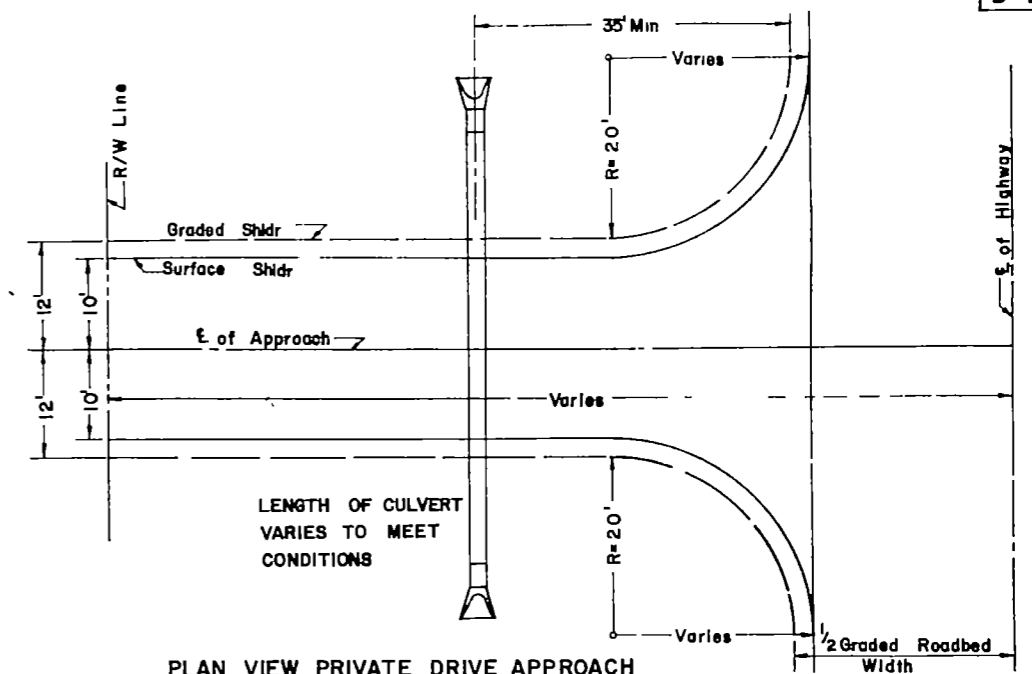 35' Min
Varies
R/W Line
R=20'
℄ of Highway
Graded Shldr
Surface Shldr
12'
10'
℄ of Approach
12'
10'
Varies
LENGTH OF CULVERT
VARIES TO MEET
CONDITIONS
R=20'
Varies
1/2 Graded Roadbed
Width
PLAN VIEW PRIVATE DRIVE APPROACH